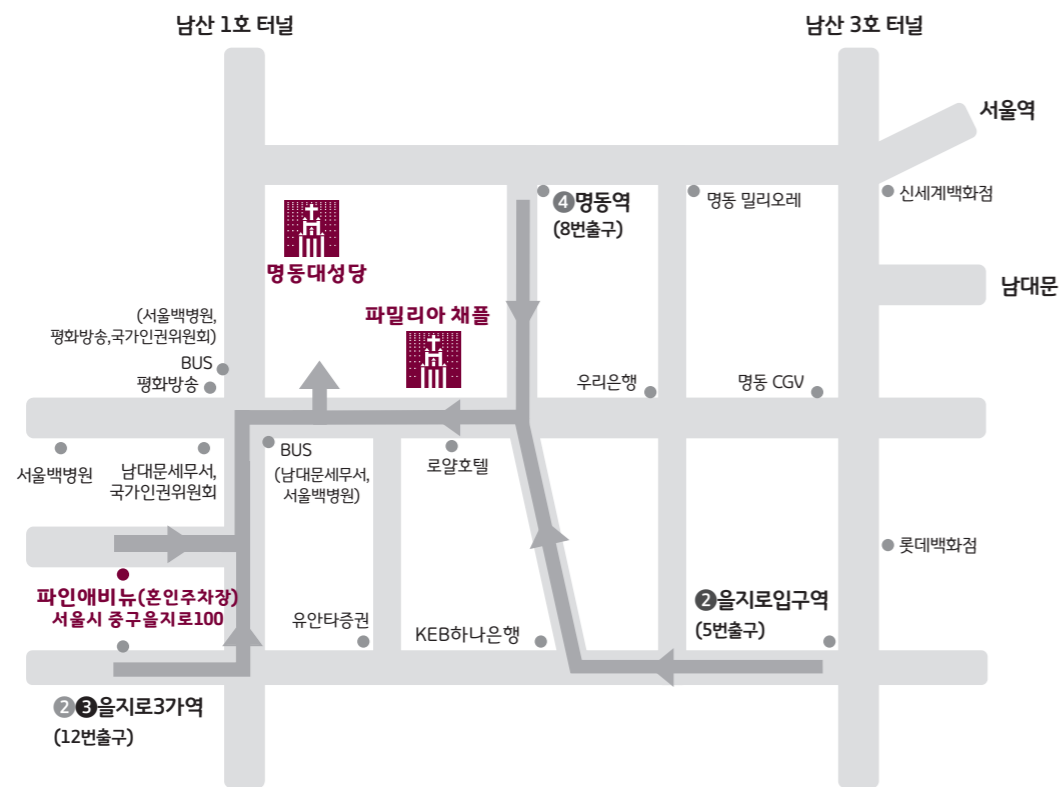 남산 1호 터널
남산 3호 터널
서울역
④명동역
(8번출구)
명동 밀리오레
신세계백화점
명동대성당
남대문
파밀리아 채플
(서울백병원,
평화방송,국가인권위원회)
BUS
평화방송
우리은행
명동 CGV
서울백병원
남대문세무서,
국가인권위원회
BUS
(남대문세무서,
서울백병원)
로얄호텔
롯데백화점
파인애비뉴(혼인주차장)
서울시 중구을지로100
유안타증권
KEB하나은행
②을지로입구역
(5번출구)
②③을지로3가역
(12번출구)